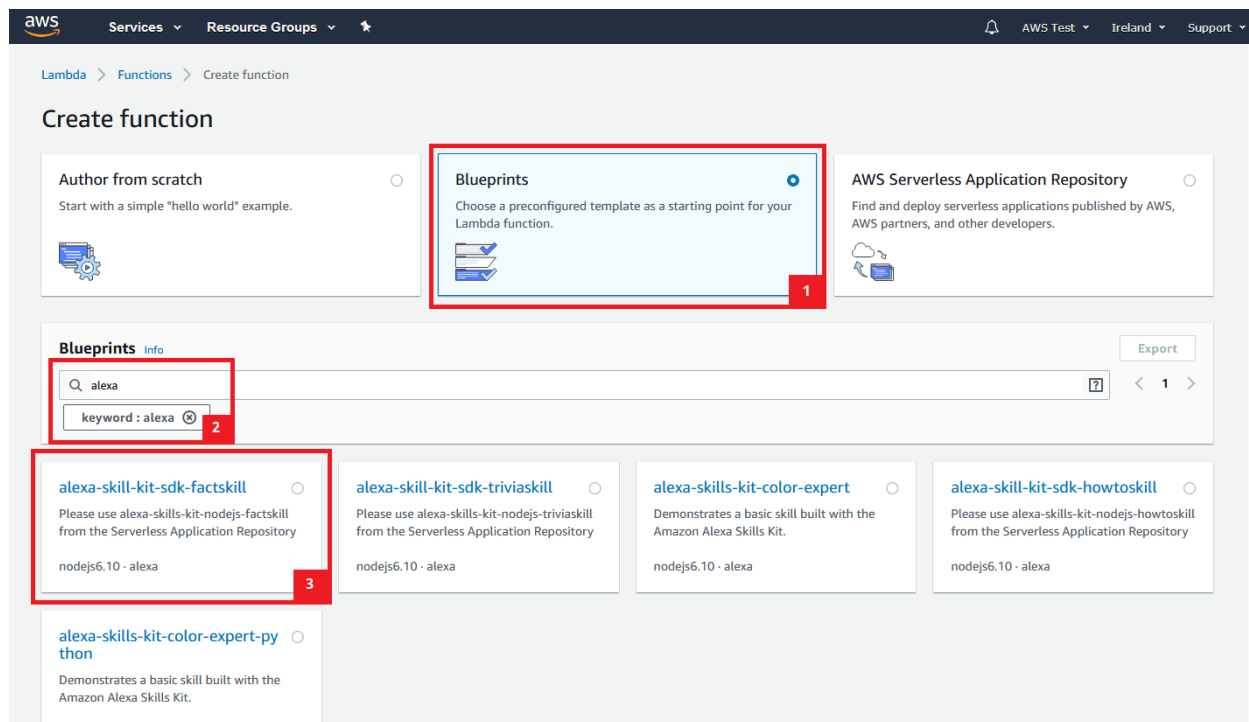 aws Services Resource Groups AWS Test Ireland Support
Lambda > Functions > Create function
Create function
Author from scratch
Start with a simple "hello world" example.
Blueprints
Choose a preconfigured template as a starting point for your
Lambda function.
1
AWS Serverless Application Repository
Find and deploy serverless applications published by AWS,
AWS partners, and other developers.
Blueprints Info
Export
alexa
?
< 1 >
keyword : alexa
2
alexa-skill-kit-sdk-factskill
Please use alexa-skills-kit-nodejs-factskill
from the Serverless Application Repository
nodejs6.10 · alexa
3
alexa-skill-kit-sdk-triviaskill
Please use alexa-skills-kit-nodejs-triviaskill
from the Serverless Application Repository
nodejs6.10 · alexa
alexa-skills-kit-color-expert
Demonstrates a basic skill built with the
Amazon Alexa Skills Kit.
nodejs6.10 · alexa
alexa-skill-kit-sdk-howtoskill
Please use alexa-skills-kit-nodejs-howtoskill
from the Serverless Application Repository
nodejs6.10 · alexa
alexa-skills-kit-color-expert-py
thon
Demonstrates a basic skill built with the
Amazon Alexa Skills Kit.